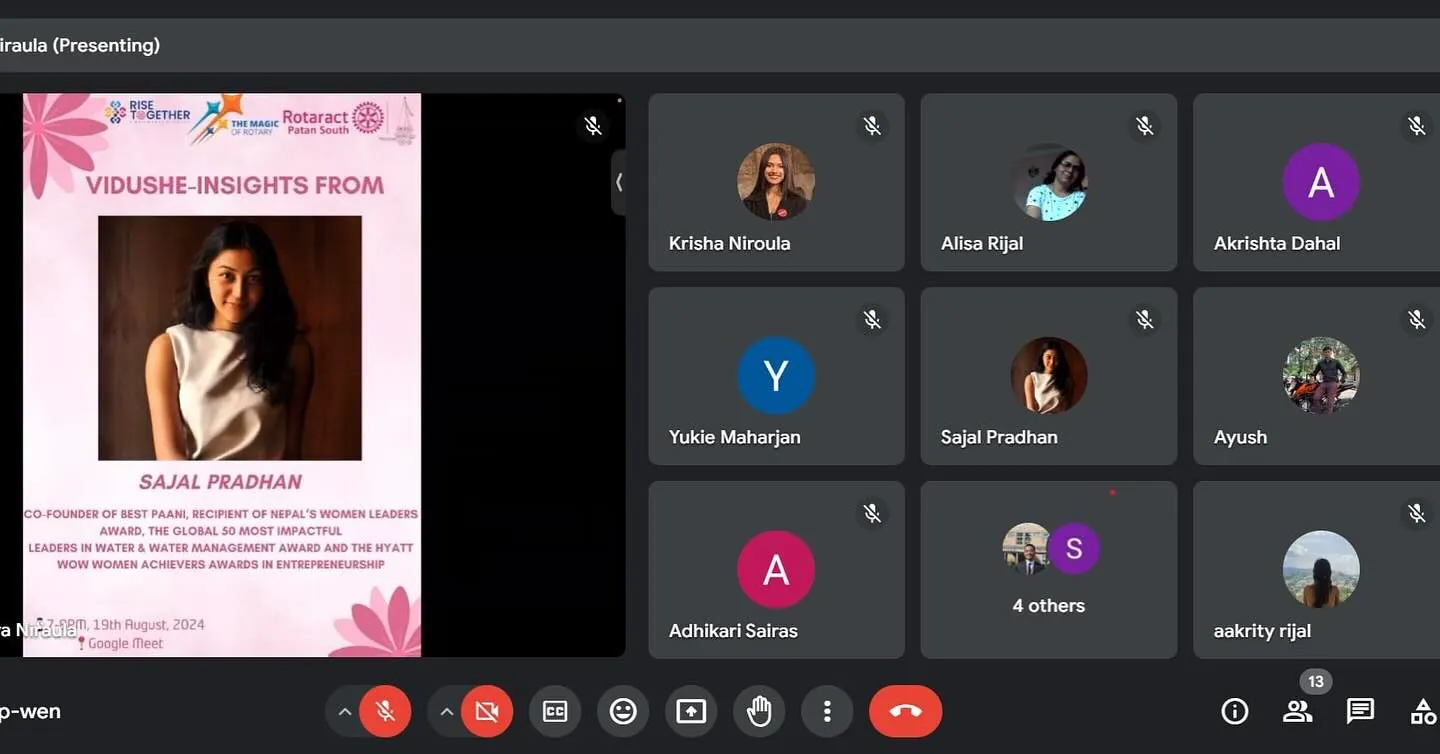 iraula (Presenting)
RISE
TOGETHER
THE MAGIC
OF ROTARY
Rotaract
Patan South
VIDUSHE-INSIGHTS FROM
SAJAL PRADHAN
CO-FOUNDER OF BEST PAANI, RECIPIENT OF NEPAL'S WOMEN LEADERS
AWARD, THE GLOBAL 50 MOST IMPACTFUL
LEADERS IN WATER & WATER MANAGEMENT AWARD AND THE HYATT
WOW WOMEN ACHIEVERS AWARDS IN ENTREPRENEURSHIP
7-8PM, 19th August, 2024
Google Meet
a Niraula
Krisha Niroula
Alisa Rijal
A
Akrishta Dahal
Y
Yukie Maharjan
Sajal Pradhan
Ayush
A
Adhikari Sairas
S
4 others
aakrity rijal
p-wen
CC
13